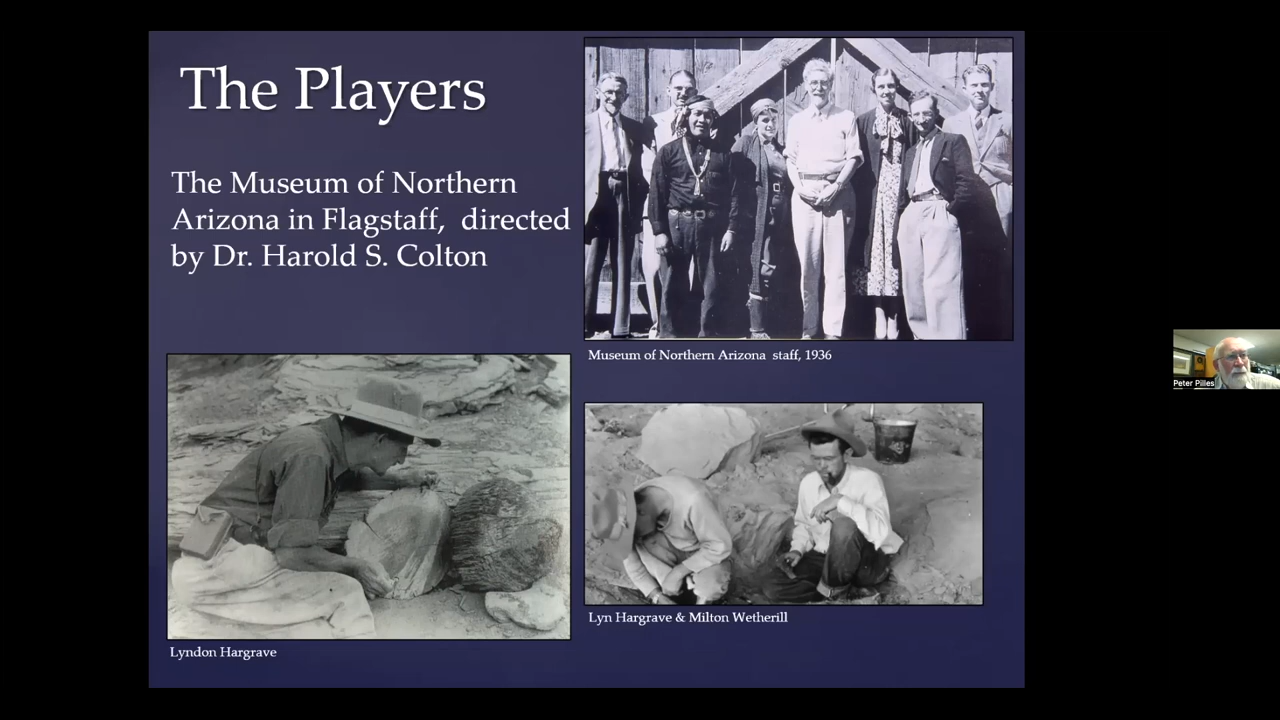 The Players
The Museum of Northern
Arizona in Flagstaff,  directed
by Dr. Harold S. Colton
Museum of Northern Arizona  staff, 1936
Lyndon Hargrave
Lyn Hargrave & Milton Wetherill
Peter Pilles